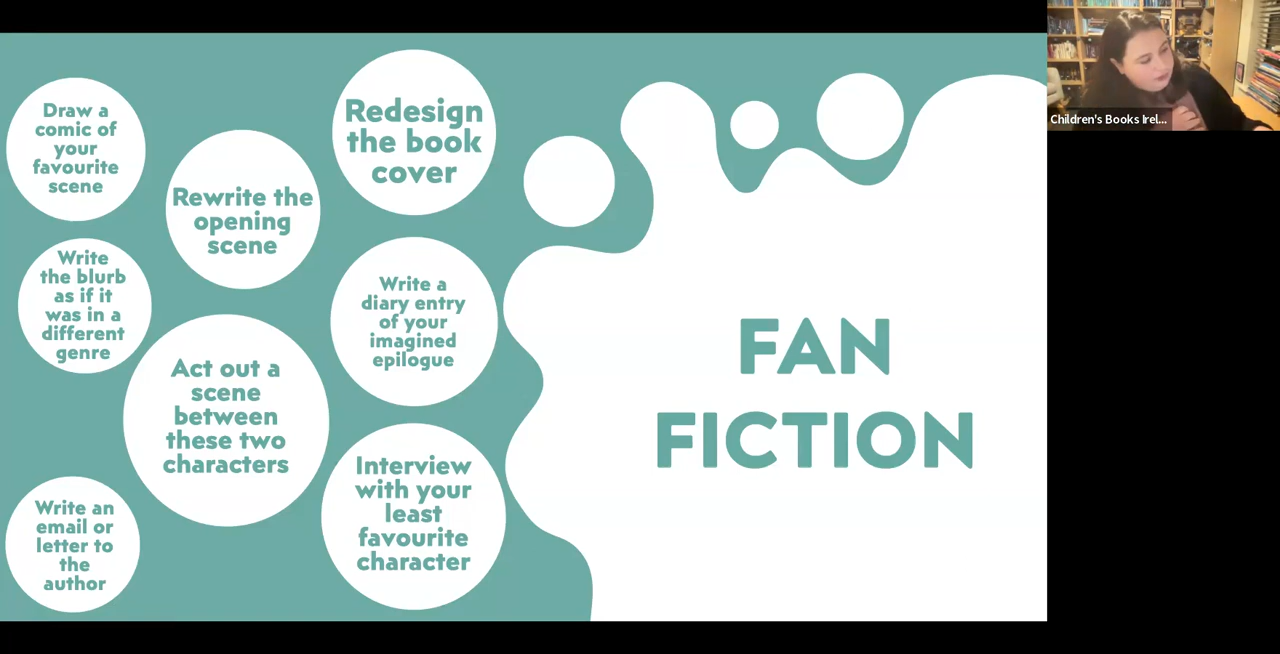 Draw a
comic of
your
favourite
scene
Rewrite the
opening
scene
Redesign
the book
cover
Write
the blurb
as if it
was in a
different
genre
Write a
diary entry
of your
imagined
epilogue
Act out a
scene
between
these two
characters
Interview
with your
least
favourite
character
Write an
email or
letter to
the
author
FAN
FICTION
Children's Books Irel...